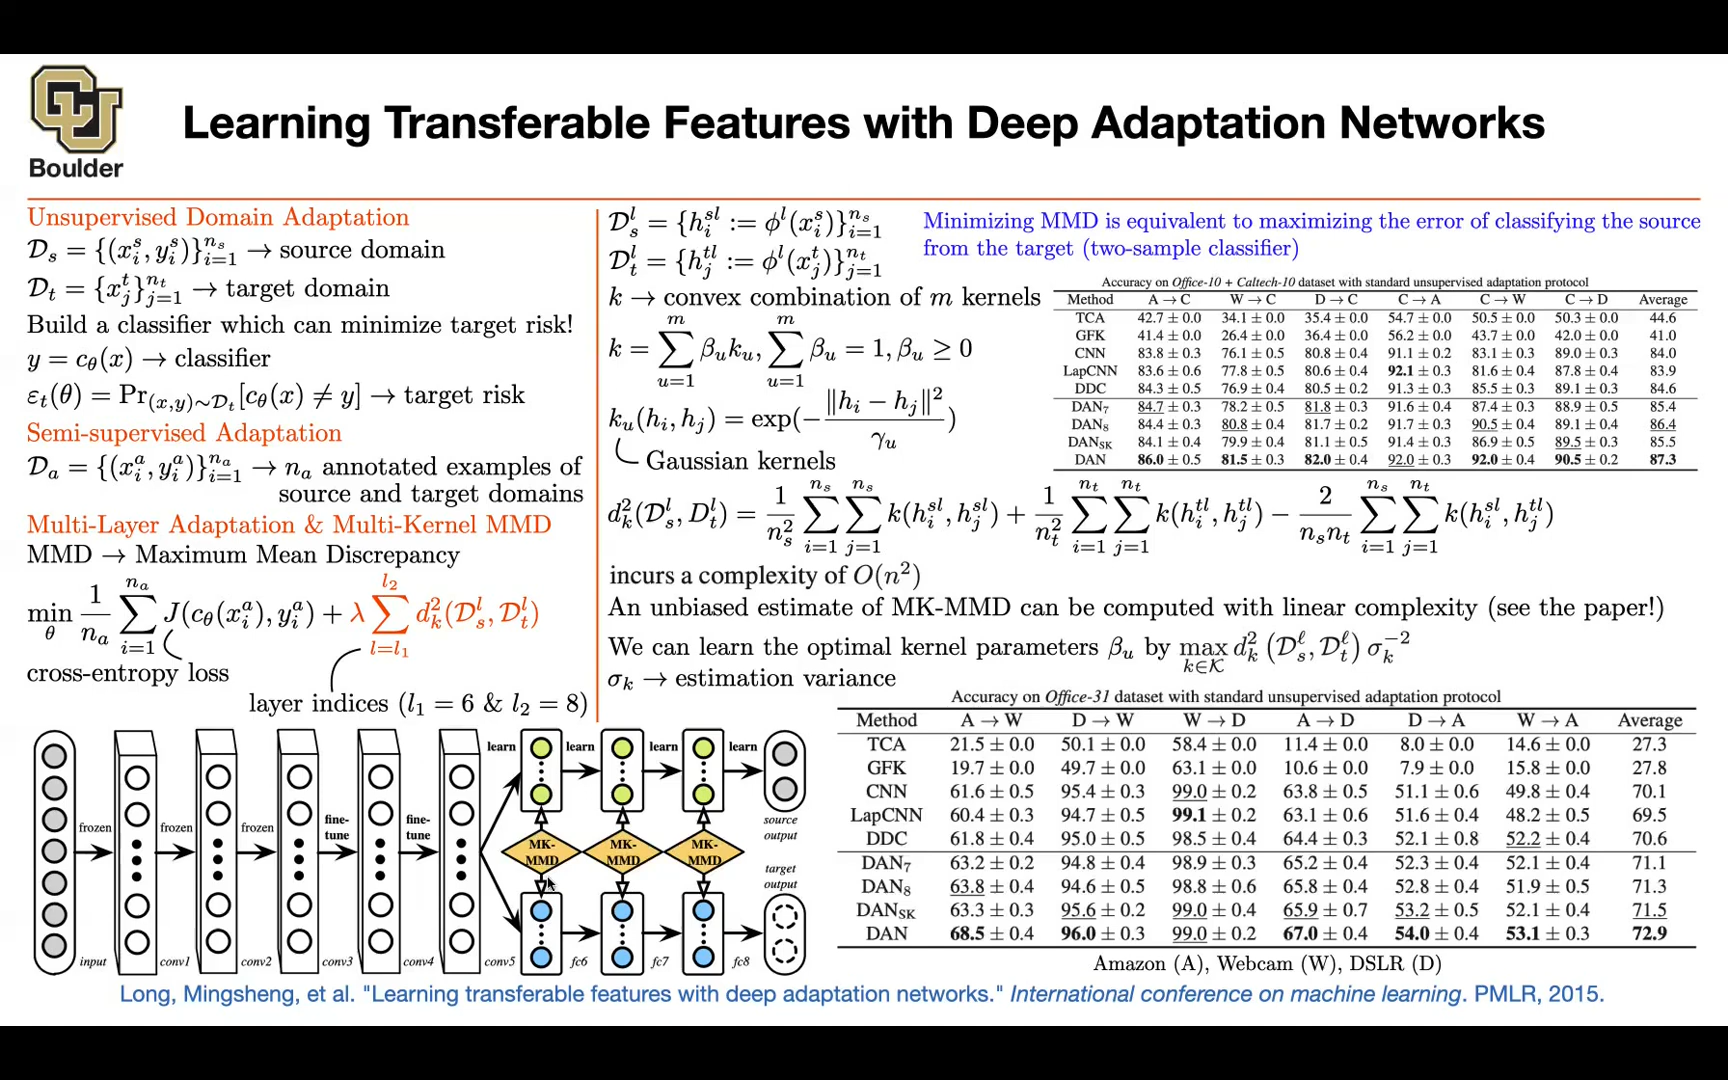 CU
Boulder
Learning Transferable Features with Deep Adaptation Networks
Unsupervised Domain Adaptation
𝒟_s = {(x_i^s, y_i^s)}_{i=1}^{n_s} → source domain
𝒟_t = {x_j^t}_{j=1}^{n_t} → target domain
Build a classifier which can minimize target risk!
y = c_θ(x) → classifier
ε_t(θ) = Pr_{(x,y)∼𝒟_t}[c_θ(x) ≠ y] → target risk
Semi-supervised Adaptation
𝒟_a = {(x_i^a, y_i^a)}_{i=1}^{n_a} → n_a annotated examples of
source and target domains
Multi-Layer Adaptation & Multi-Kernel MMD
MMD → Maximum Mean Discrepancy
min_θ 1/n_a ∑_{i=1}^{n_a} J(c_θ(x_i^a), y_i^a) + λ ∑_{l=l_1}^{l_2} d_k^2(𝒟_s^l, 𝒟_t^l)
cross-entropy loss
layer indices (l_1 = 6 & l_2 = 8)
𝒟_s^l = {h_i^{sl} := φ^l(x_i^s)}_{i=1}^{n_s}
𝒟_t^l = {h_j^{tl} := φ^l(x_j^t)}_{j=1}^{n_t}
k → convex combination of m kernels
k = ∑_{u=1}^{m} β_u k_u, ∑_{u=1}^{m} β_u = 1, β_u ≥ 0
k_u(h_i, h_j) = exp(−‖h_i − h_j‖^2 / γ_u)
Gaussian kernels
Minimizing MMD is equivalent to maximizing the error of classifying the source
from the target (two-sample classifier)
Accuracy on Office-10 + Caltech-10 dataset with standard unsupervised adaptation protocol
Method A → C W → C D → C C → A C → W C → D Average
TCA 42.7 ± 0.0 34.1 ± 0.0 35.4 ± 0.0 54.7 ± 0.0 50.5 ± 0.0 50.3 ± 0.0 44.6
GFK 41.4 ± 0.0 26.4 ± 0.0 36.4 ± 0.0 56.2 ± 0.0 43.7 ± 0.0 42.0 ± 0.0 41.0
CNN 83.8 ± 0.3 76.1 ± 0.5 80.8 ± 0.4 91.1 ± 0.2 83.1 ± 0.3 89.0 ± 0.3 84.0
LapCNN 83.6 ± 0.6 77.8 ± 0.5 80.6 ± 0.4 92.1 ± 0.3 81.6 ± 0.4 87.8 ± 0.4 83.9
DDC 84.3 ± 0.5 76.9 ± 0.4 80.5 ± 0.2 91.3 ± 0.3 85.5 ± 0.3 89.1 ± 0.3 84.6
DAN_7 84.7 ± 0.3 78.2 ± 0.5 81.8 ± 0.3 91.6 ± 0.4 87.4 ± 0.3 88.9 ± 0.5 85.4
DAN_8 84.4 ± 0.3 80.8 ± 0.4 81.7 ± 0.2 91.7 ± 0.3 90.5 ± 0.4 89.1 ± 0.4 86.4
DAN_SK 84.1 ± 0.4 79.9 ± 0.4 81.1 ± 0.5 91.4 ± 0.3 86.9 ± 0.5 89.5 ± 0.3 85.5
DAN 86.0 ± 0.5 81.5 ± 0.3 82.0 ± 0.4 92.0 ± 0.3 92.0 ± 0.4 90.5 ± 0.2 87.3
d_k^2(𝒟_s^l, D_t^l) = 1/n_s^2 ∑_{i=1}^{n_s} ∑_{j=1}^{n_s} k(h_i^{sl}, h_j^{sl}) + 1/n_t^2 ∑_{i=1}^{n_t} ∑_{j=1}^{n_t} k(h_i^{tl}, h_j^{tl}) − 2/(n_s n_t) ∑_{i=1}^{n_s} ∑_{j=1}^{n_t} k(h_i^{sl}, h_j^{tl})
incurs a complexity of O(n^2)
An unbiased estimate of MK-MMD can be computed with linear complexity (see the paper!)
We can learn the optimal kernel parameters β_u by max_{k∈𝒦} d_k^2 (𝒟_s^ℓ, 𝒟_t^ℓ) σ_k^{−2}
σ_k → estimation variance
Accuracy on Office-31 dataset with standard unsupervised adaptation protocol
Method A → W D → W W → D A → D D → A W → A Average
TCA 21.5 ± 0.0 50.1 ± 0.0 58.4 ± 0.0 11.4 ± 0.0 8.0 ± 0.0 14.6 ± 0.0 27.3
GFK 19.7 ± 0.0 49.7 ± 0.0 63.1 ± 0.0 10.6 ± 0.0 7.9 ± 0.0 15.8 ± 0.0 27.8
CNN 61.6 ± 0.5 95.4 ± 0.3 99.0 ± 0.2 63.8 ± 0.5 51.1 ± 0.6 49.8 ± 0.4 70.1
LapCNN 60.4 ± 0.3 94.7 ± 0.5 99.1 ± 0.2 63.1 ± 0.6 51.6 ± 0.4 48.2 ± 0.5 69.5
DDC 61.8 ± 0.4 95.0 ± 0.5 98.5 ± 0.4 64.4 ± 0.3 52.1 ± 0.8 52.2 ± 0.4 70.6
DAN_7 63.2 ± 0.2 94.8 ± 0.4 98.9 ± 0.3 65.2 ± 0.4 52.3 ± 0.4 52.1 ± 0.4 71.1
DAN_8 63.8 ± 0.4 94.6 ± 0.5 98.8 ± 0.6 65.8 ± 0.4 52.8 ± 0.4 51.9 ± 0.5 71.3
DAN_SK 63.3 ± 0.3 95.6 ± 0.2 99.0 ± 0.4 65.9 ± 0.7 53.2 ± 0.5 52.1 ± 0.4 71.5
DAN 68.5 ± 0.4 96.0 ± 0.3 99.0 ± 0.2 67.0 ± 0.4 54.0 ± 0.4 53.1 ± 0.3 72.9
Amazon (A), Webcam (W), DSLR (D)
learn learn learn learn
frozen frozen frozen fine-tune fine-tune
MK-MMD MK-MMD MK-MMD
source output
target output
input conv1 conv2 conv3 conv4 conv5 fc6 fc7 fc8
Long, Mingsheng, et al. "Learning transferable features with deep adaptation networks." International conference on machine learning. PMLR, 2015.